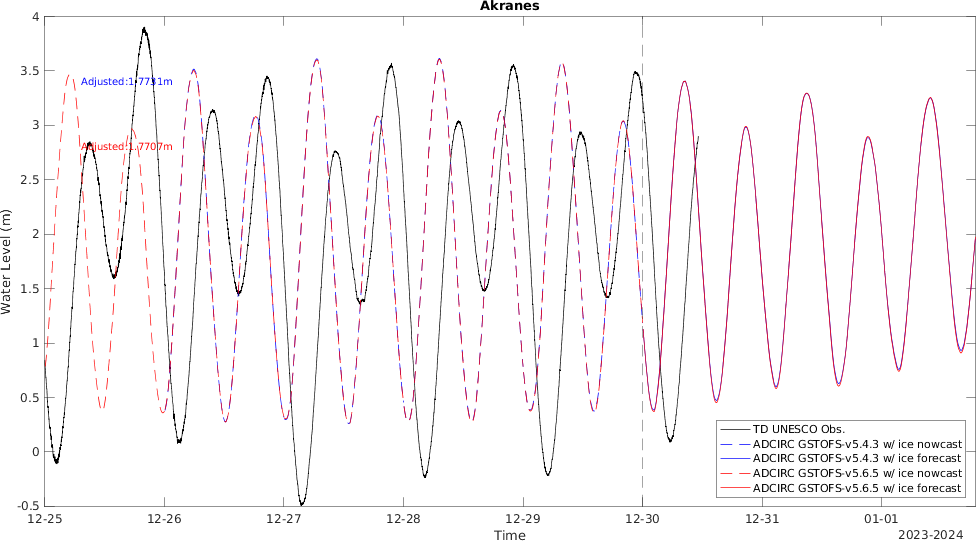 Akranes
4
3.5
3
2.5
2
1.5
1
0.5
0
-0.5
Water Level (m)
Adjusted:1.7707m
12-25
12-26
12-27
12-28
12-29
12-30
12-31
01-01
Time
2023-2024
TD UNESCO Obs.
ADCIRC GSTOFS-v5.4.3 w/ ice nowcast
ADCIRC GSTOFS-v5.4.3 w/ ice forecast
ADCIRC GSTOFS-v5.6.5 w/ ice nowcast
ADCIRC GSTOFS-v5.6.5 w/ ice forecast